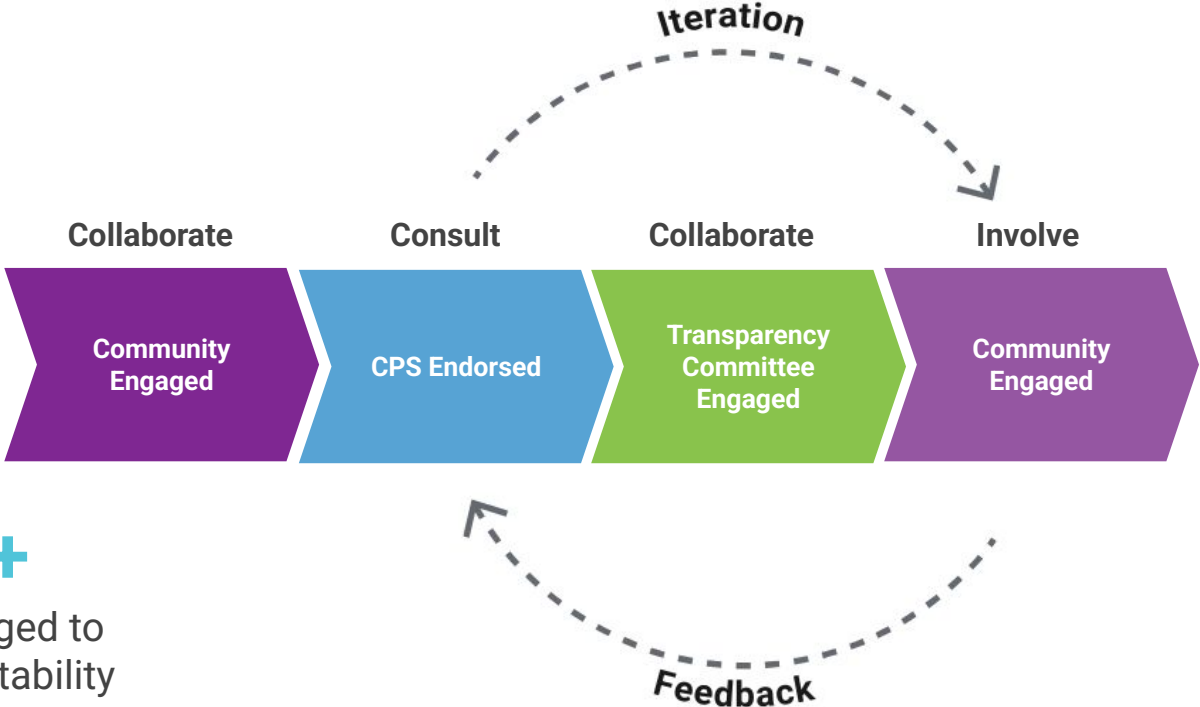 Iteration
Collaborate
Consult
Collaborate
Involve
Community
Engaged
CPS Endorsed
Transparency
Committee
Engaged
Community
Engaged
+
ged to
tability
Feedback